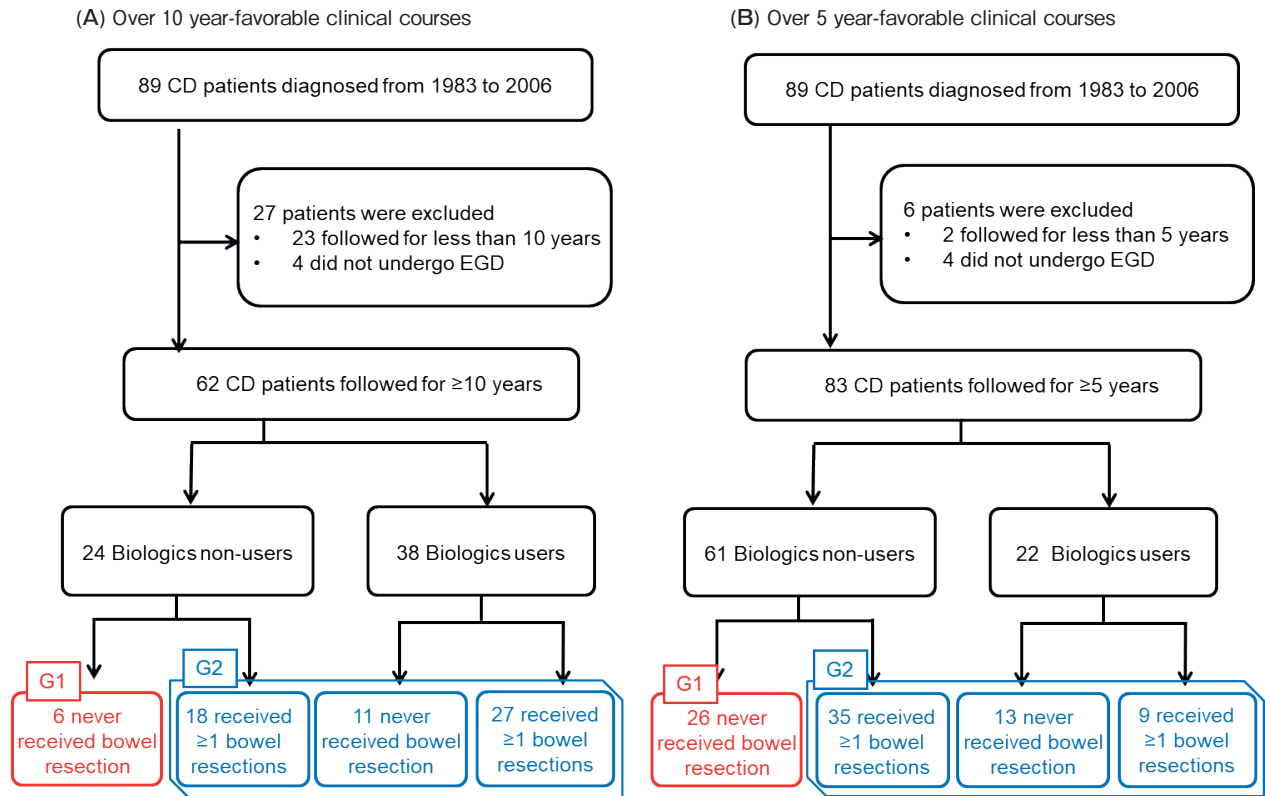 (A) Over 10 year-favorable clinical courses
89 CD patients diagnosed from 1983 to 2006
27 patients were excluded
• 23 followed for less than 10 years
• 4 did not undergo EGD
62 CD patients followed for ≥10 years
24 Biologics non-users
38 Biologics users
G1
6 never
received bowel
resection
G2
18 received
≥1 bowel
resections
11 never
received bowel
resection
27 received
≥1 bowel
resections
(B) Over 5 year-favorable clinical courses
89 CD patients diagnosed from 1983 to 2006
6 patients were excluded
• 2 followed for less than 5 years
• 4 did not undergo EGD
83 CD patients followed for ≥5 years
61 Biologics non-users
22 Biologics users
G1
26 never
received bowel
resection
G2
35 received
≥1 bowel
resections
13 never
received bowel
resection
9 received
≥1 bowel
resections